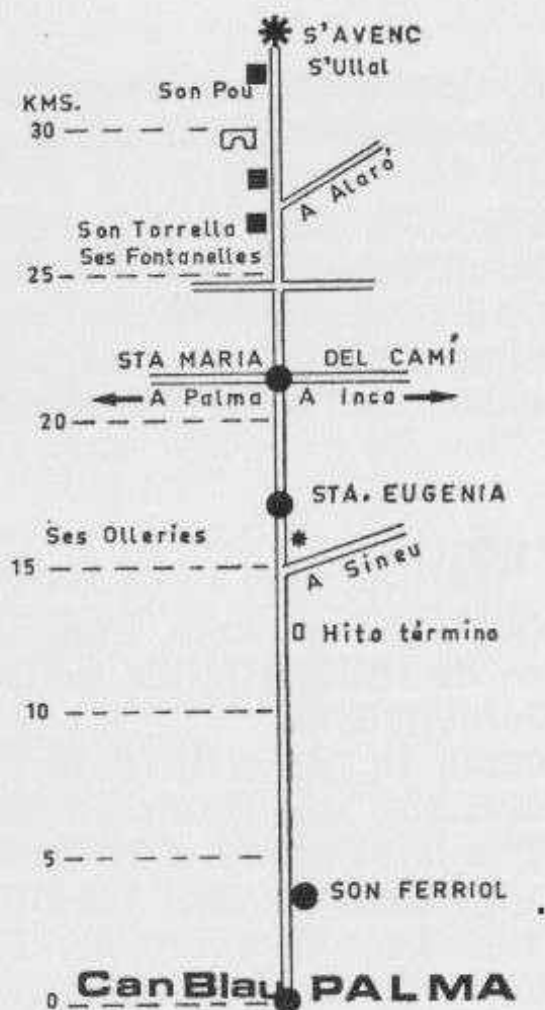 S'AVENC
S'Ullal
Son Pou
KMS.
30
A Alaró
Son Torrella
Ses Fontanelles
25
STA MARIA DEL CAMÍ
A Palma A Inca
20
STA. EUGENIA
Ses Olleries
15
A Sineu
Hito término
10
5
SON FERRIOL
0
Can Blau PALMA